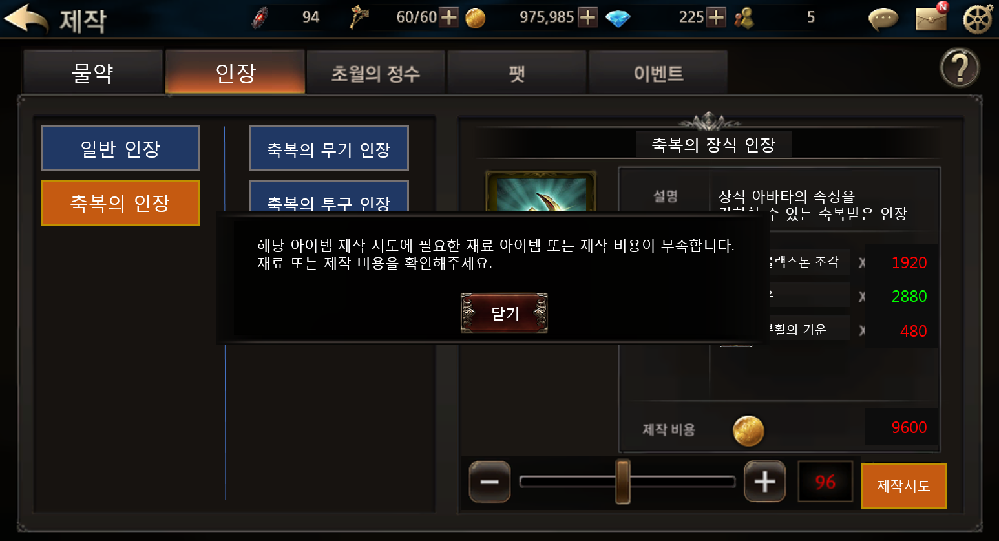 제작
94
60/60
975,985
225
5
N
물약
인장
초월의 정수
팻
이벤트
?
일반 인장
축복의 인장
축복의 무기 인장
축복의 투구 인장
축복의 장식 인장
설명
장식 아바타의 속성을
수 있는 축복받은 인장
해당 아이템 제작 시도에 필요한 재료 아이템 또는 제작 비용이 부족합니다.
재료 또는 제작 비용을 확인해주세요.
닫기
블랙스톤 조각 X 1920
X 2880
부활의 기운 X 480
제작 비용
9600
96
제작시도